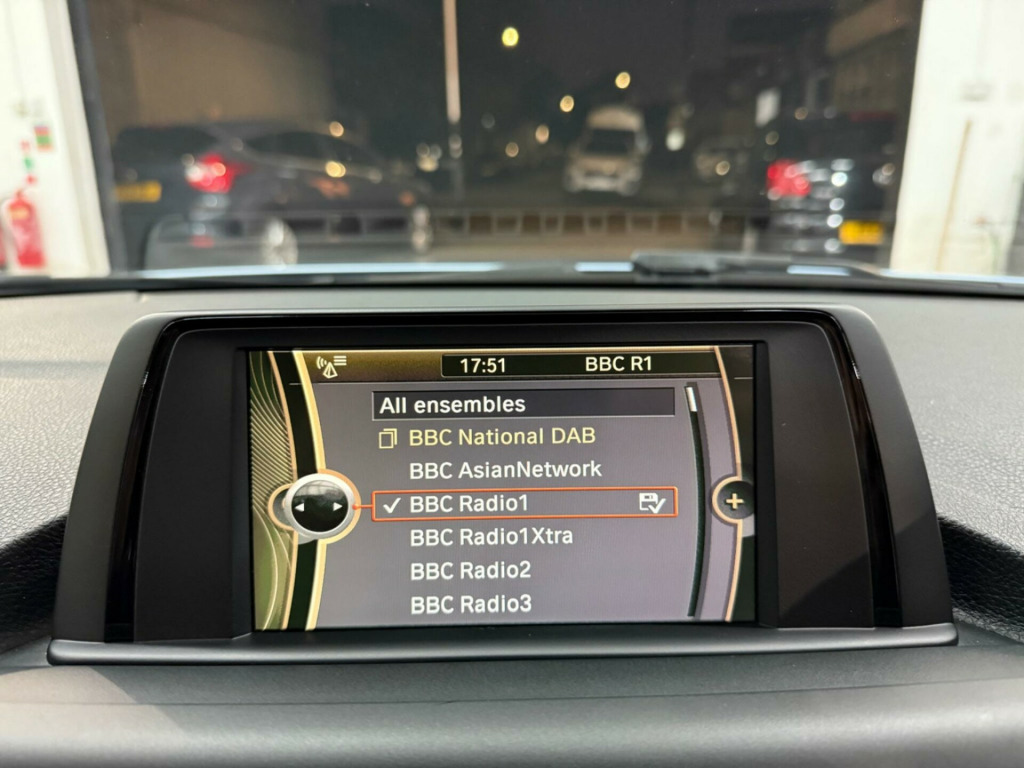 17:51 BBC R1
All ensembles
BBC National DAB
BBC AsianNetwork
BBC Radio1
BBC Radio1Xtra
BBC Radio2
BBC Radio3